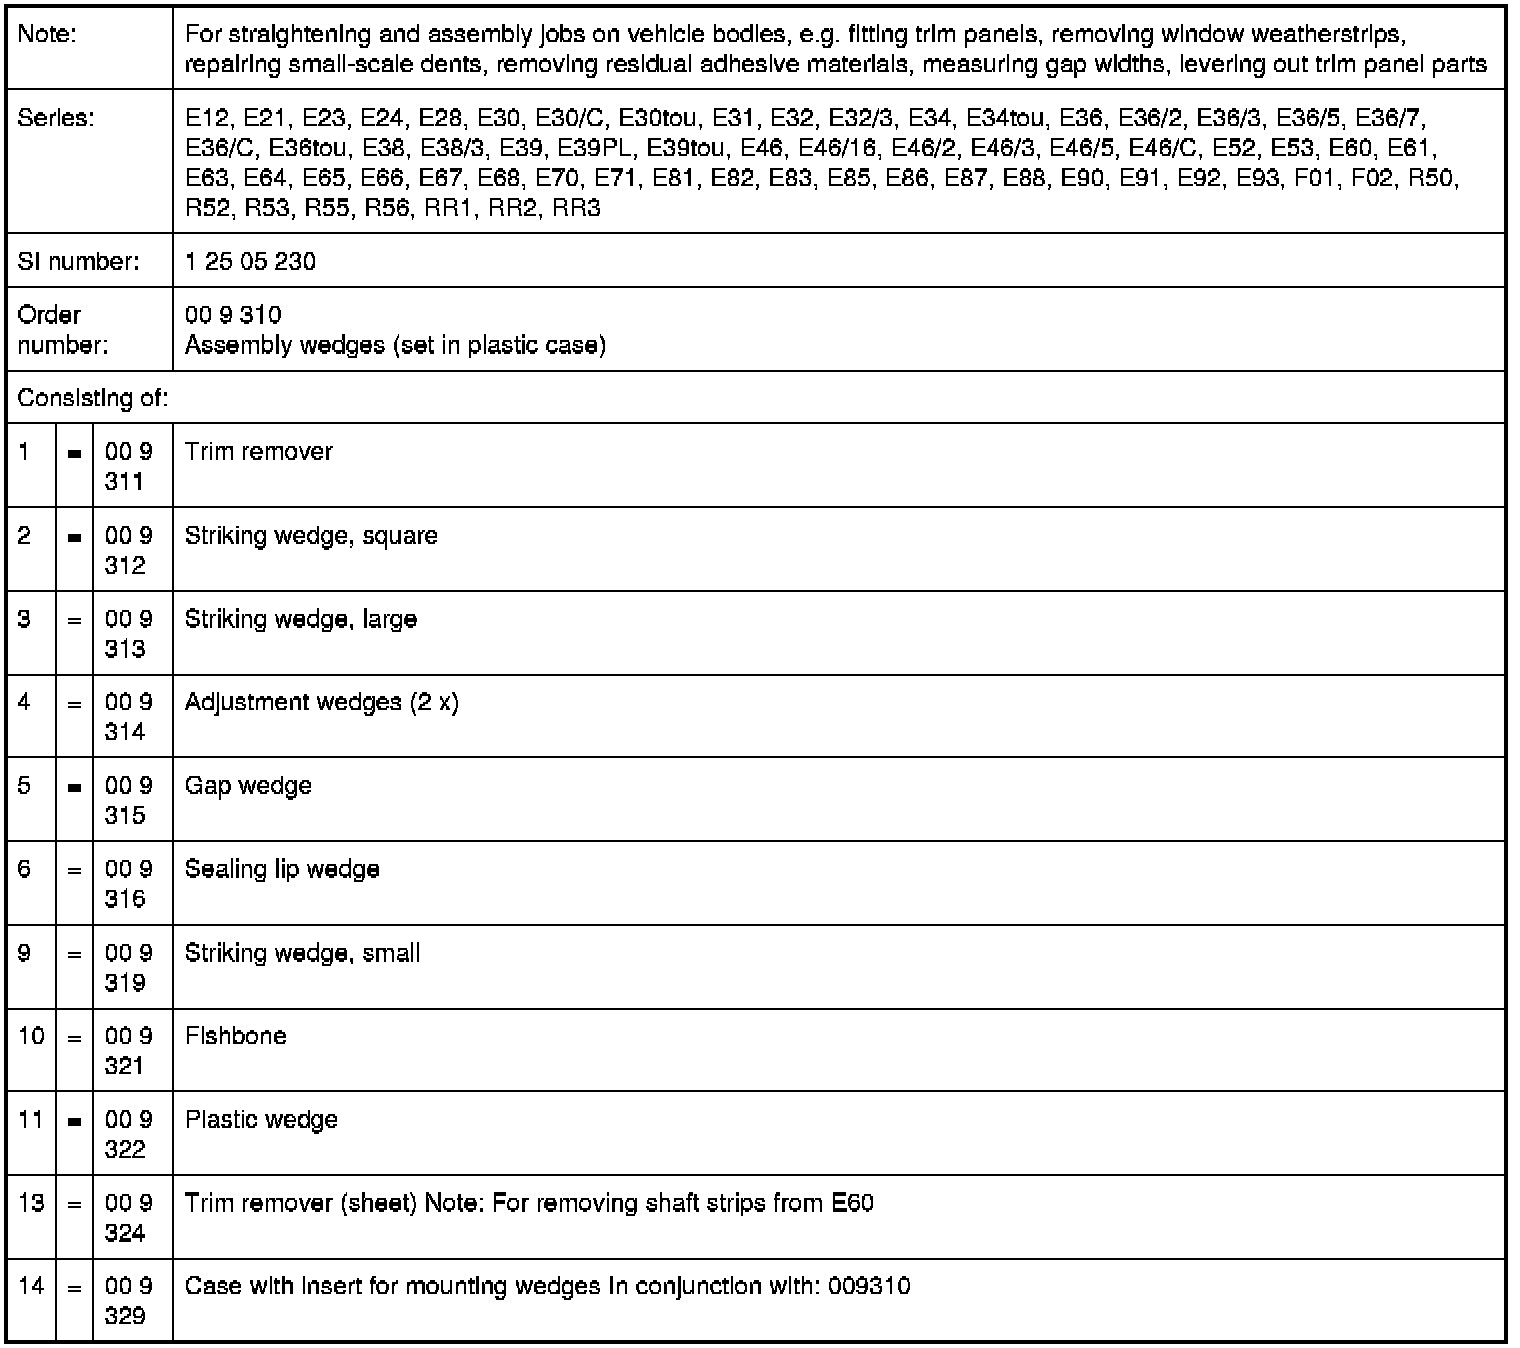 Note:
For straightening and assembly jobs on vehicle bodies, e.g. fitting trim panels, removing window weatherstrips,
repairing small-scale dents, removing residual adhesive materials, measuring gap widths, levering out trim panel parts
Series:
E12, E21, E23, E24, E28, E30, E30/C, E30tou, E31, E32, E32/3, E34, E34tou, E36, E36/2, E36/3, E36/5, E36/7,
E36/C, E36tou, E38, E38/3, E39, E39PL, E39tou, E46, E46/16, E46/2, E46/3, E46/5, E46/C, E52, E53, E60, E61,
E63, E64, E65, E66, E67, E68, E70, E71, E81, E82, E83, E85, E86, E87, E88, E90, E91, E92, E93, F01, F02, R50,
R52, R53, R55, R56, RR1, RR2, RR3
SI number:
1 25 05 230
Order
number:
00 9 310
Assembly wedges (set in plastic case)
Consisting of:
1 = 00 9
311
Trim remover
2 = 00 9
312
Striking wedge, square
3 = 00 9
313
Striking wedge, large
4 = 00 9
314
Adjustment wedges (2 x)
5 = 00 9
315
Gap wedge
6 = 00 9
316
Sealing lip wedge
9 = 00 9
319
Striking wedge, small
10 = 00 9
321
Fishbone
11 = 00 9
322
Plastic wedge
13 = 00 9
324
Trim remover (sheet) Note: For removing shaft strips from E60
14 = 00 9
329
Case with insert for mounting wedges in conjunction with: 009310